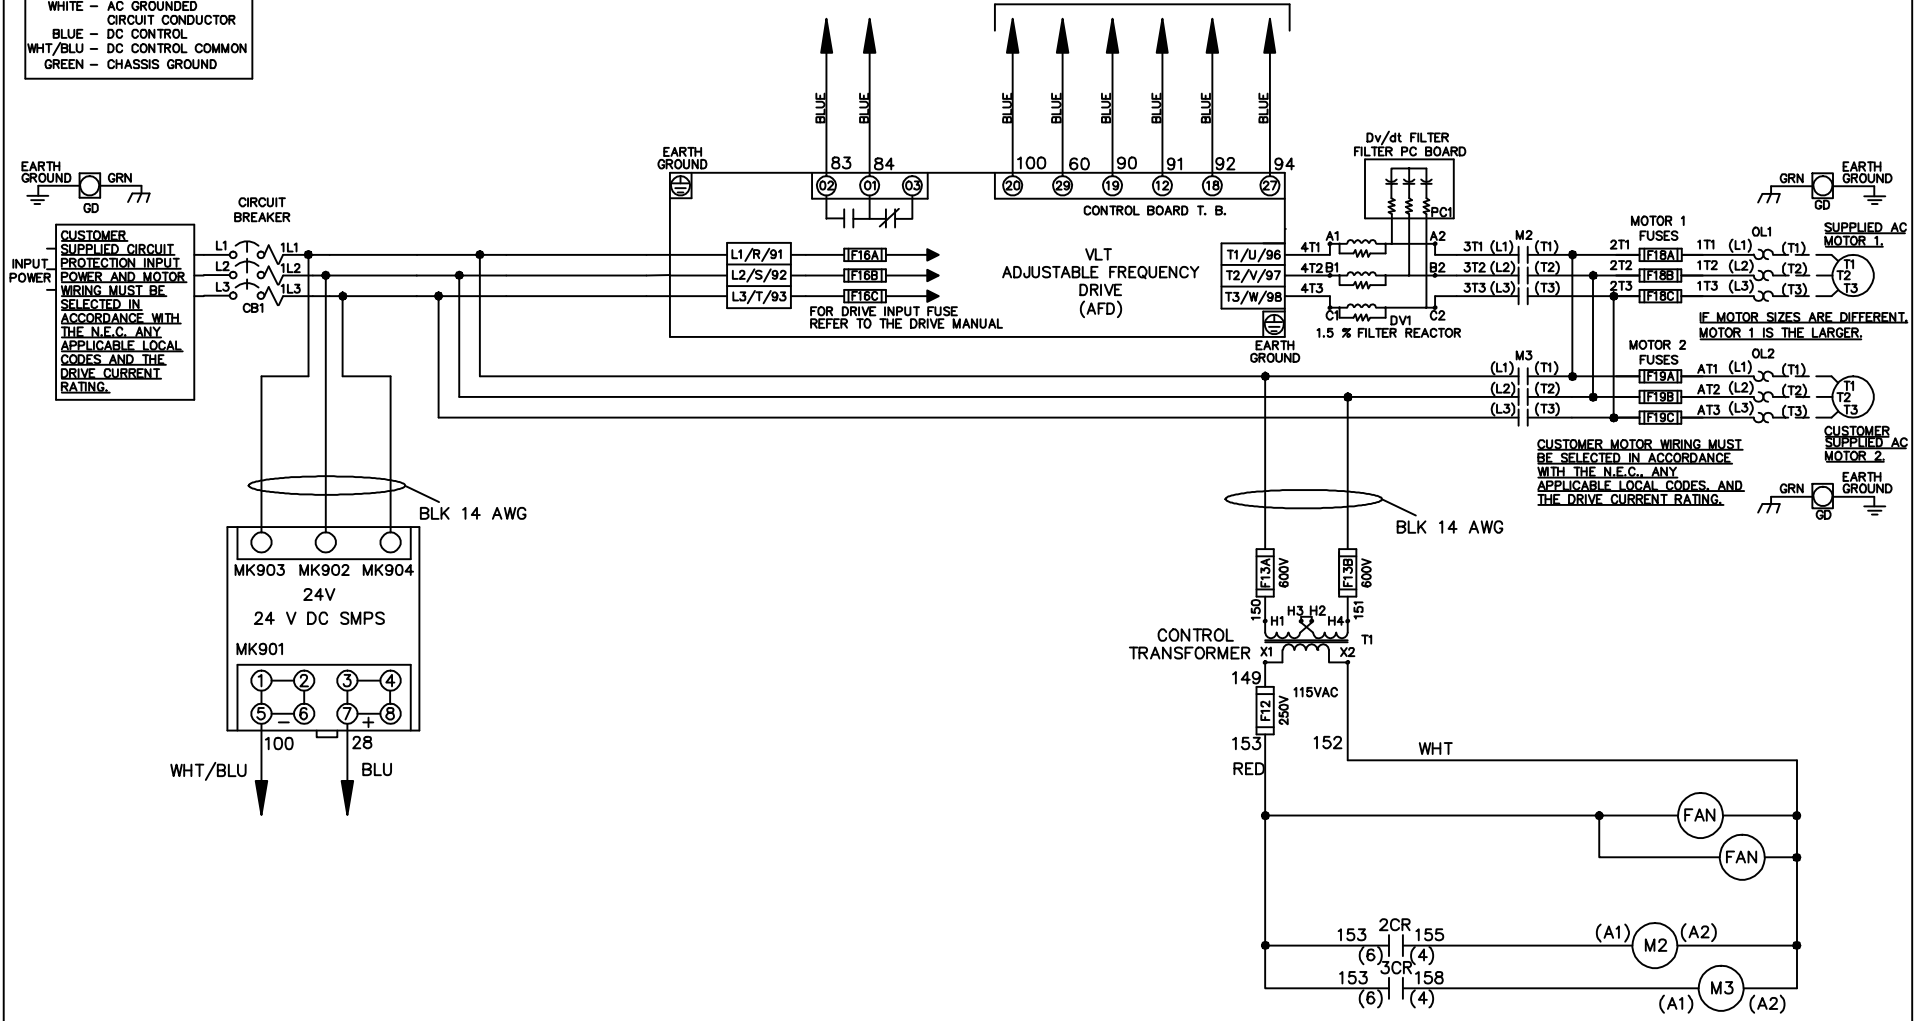 WHITE – AC GROUNDED
CIRCUIT CONDUCTOR
BLUE – DC CONTROL
WHT/BLU – DC CONTROL COMMON
GREEN – CHASSIS GROUND
BLUE BLUE BLUE BLUE BLUE BLUE BLUE BLUE
83 84 100 60 90 91 92 94
EARTH
GROUND
02 01 03 20 29 19 12 18 27
CONTROL BOARD T. B.
EARTH
GROUND
GRN
GD
CIRCUIT
BREAKER
INPUT
POWER
CUSTOMER
SUPPLIED CIRCUIT
PROTECTION INPUT
POWER AND MOTOR
WIRING MUST BE
SELECTED IN
ACCORDANCE WITH
THE N.E.C. ANY
APPLICABLE LOCAL
CODES AND THE
DRIVE CURRENT
RATING.
L1 1L1
L2 1L2
L3 1L3
CB1
L1/R/91 F16A
L2/S/92 F16B
L3/T/93 F16C
FOR DRIVE INPUT FUSE
REFER TO THE DRIVE MANUAL
VLT
ADJUSTABLE FREQUENCY
DRIVE
(AFD)
T1/U/96
T2/V/97
T3/W/98
EARTH
GROUND
Dv/dt FILTER
FILTER PC BOARD
PC1
4T1 A1 A2
4T2 B1 B2
4T3 C1 C2
DV1
1.5 % FILTER REACTOR
M2
3T1 (L1) (T1)
3T2 (L2) (T2)
3T3 (L3) (T3)
MOTOR 1
FUSES
2T1 F18A 1T1 (L1) (T1)
2T2 F18B 1T2 (L2) (T2)
2T3 F18C 1T3 (L3) (T3)
OL1
GRN
EARTH
GROUND
GD
SUPPLIED AC
MOTOR 1.
T1
T2
T3
IF MOTOR SIZES ARE DIFFERENT,
MOTOR 1 IS THE LARGER.
M3
(L1) (T1)
(L2) (T2)
(L3) (T3)
MOTOR 2
FUSES
F19A AT1 (L1) (T1)
F19B AT2 (L2) (T2)
F19C AT3 (L3) (T3)
OL2
T1
T2
T3
CUSTOMER
SUPPLIED AC
MOTOR 2.
CUSTOMER MOTOR WIRING MUST
BE SELECTED IN ACCORDANCE
WITH THE N.E.C., ANY
APPLICABLE LOCAL CODES, AND
THE DRIVE CURRENT RATING.
GRN
EARTH
GROUND
GD
BLK 14 AWG
MK903 MK902 MK904
24V
24 V DC SMPS
MK901
1 2 3 4
5 – 6 7 + 8
100 28
WHT/BLU BLU
BLK 14 AWG
F13A 600V F13B 600V
150 151
H1 H3 H2 H4
T1
CONTROL
TRANSFORMER
X1 X2
149
115VAC
F12 250V
153 152
RED
WHT
FAN
FAN
2CR
153 155 (A1) M2 (A2)
(6) (4)
3CR
153 158 M3
(6) (4) (A1) (A2)